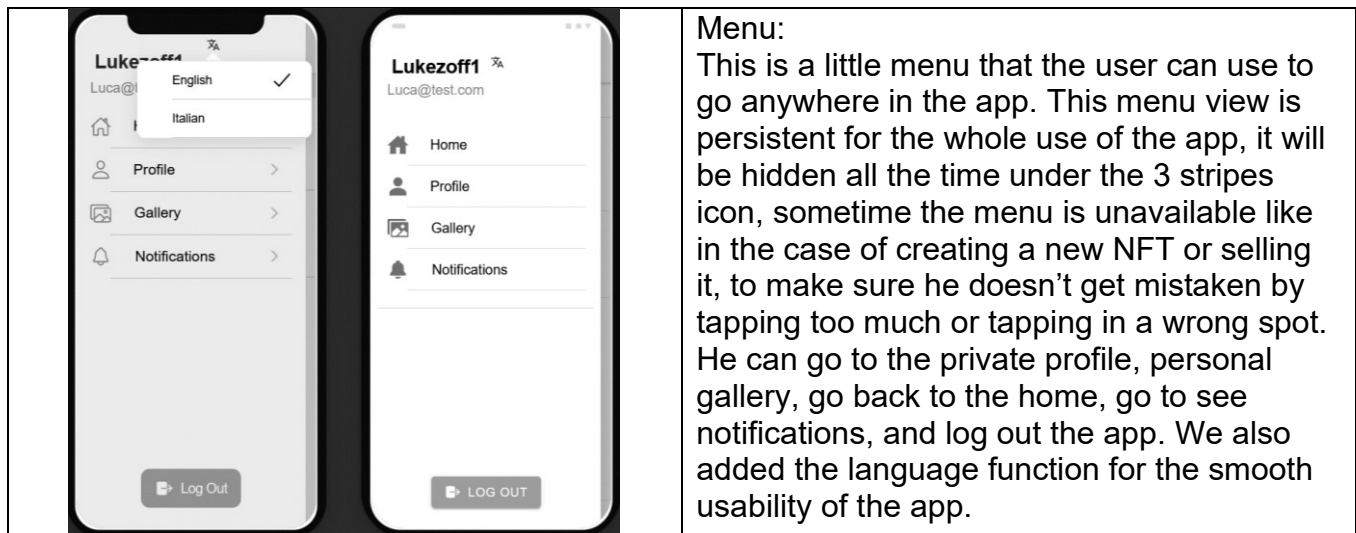 Lukezoff1
Luca@
English
Italian
Profile
Gallery
Notifications
Log Out
Lukezoff1
Luca@test.com
Home
Profile
Gallery
Notifications
LOG OUT
Menu:
This is a little menu that the user can use to
go anywhere in the app. This menu view is
persistent for the whole use of the app, it will
be hidden all the time under the 3 stripes
icon, sometime the menu is unavailable like
in the case of creating a new NFT or selling
it, to make sure he doesn’t get mistaken by
tapping too much or tapping in a wrong spot.
He can go to the private profile, personal
gallery, go back to the home, go to see
notifications, and log out the app. We also
added the language function for the smooth
usability of the app.